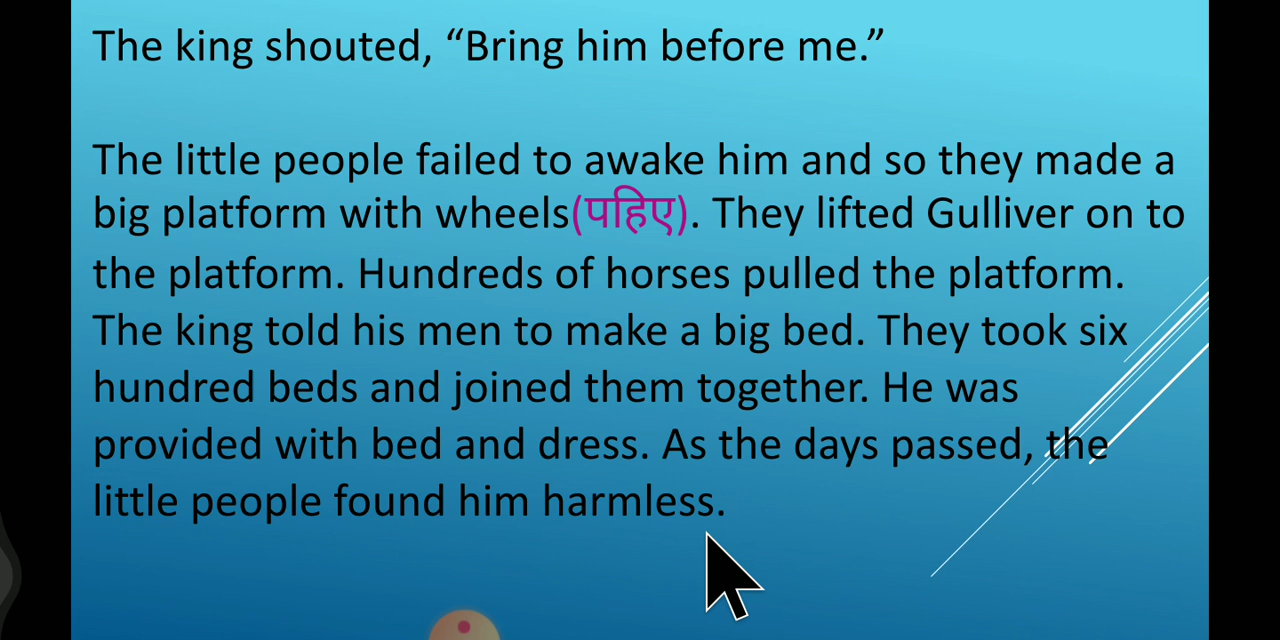 The king shouted, “Bring him before me.”
The little people failed to awake him and so they made a
big platform with wheels(पहिए). They lifted Gulliver on to
the platform. Hundreds of horses pulled the platform.
The king told his men to make a big bed. They took six
hundred beds and joined them together. He was
provided with bed and dress. As the days passed, the
little people found him harmless.